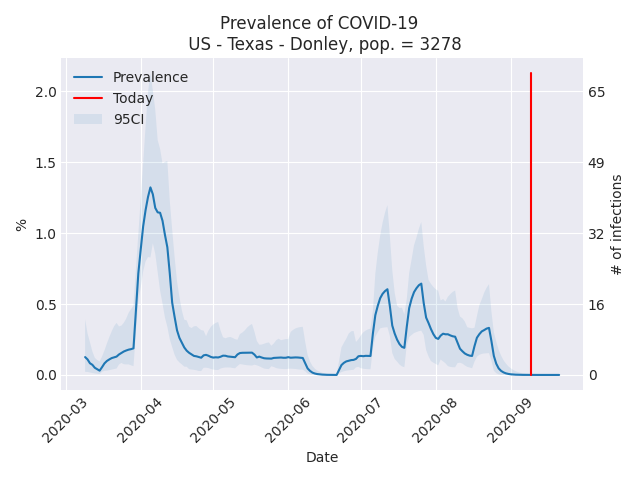 Prevalence of COVID-19
US - Texas - Donley, pop. = 3278
Prevalence
Today
95CI
2.0
1.5
1.0
0.5
0.0
%
65
49
32
16
0
# of infections
2020-03
2020-04
2020-05
2020-06
2020-07
2020-08
2020-09
Date